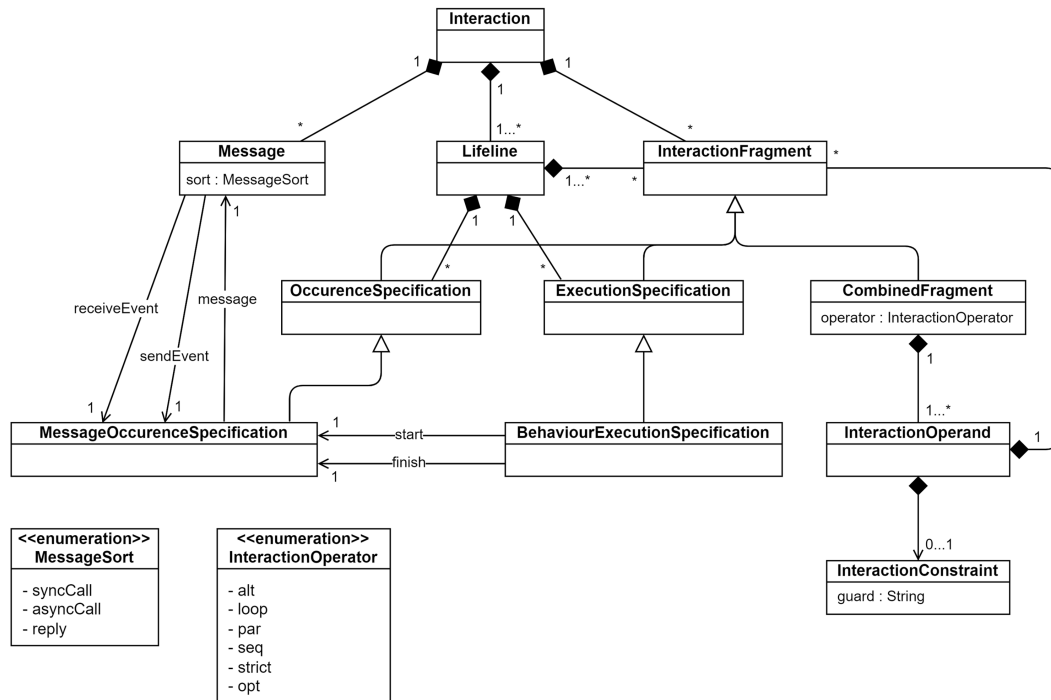 Interaction
1
1
1
*
1...*
*
Message
sort : MessageSort
Lifeline
InteractionFragment
*
1...*
*
1
1
1
*
*
receiveEvent
message
sendEvent
OccurenceSpecification
ExecutionSpecification
CombinedFragment
operator : InteractionOperator
1
1
1
1
1...*
MessageOccurenceSpecification
start
finish
1
BehaviourExecutionSpecification
InteractionOperand
1
0...1
<<enumeration>>
MessageSort
- syncCall
- asyncCall
- reply
<<enumeration>>
InteractionOperator
- alt
- loop
- par
- seq
- strict
- opt
InteractionConstraint
guard : String